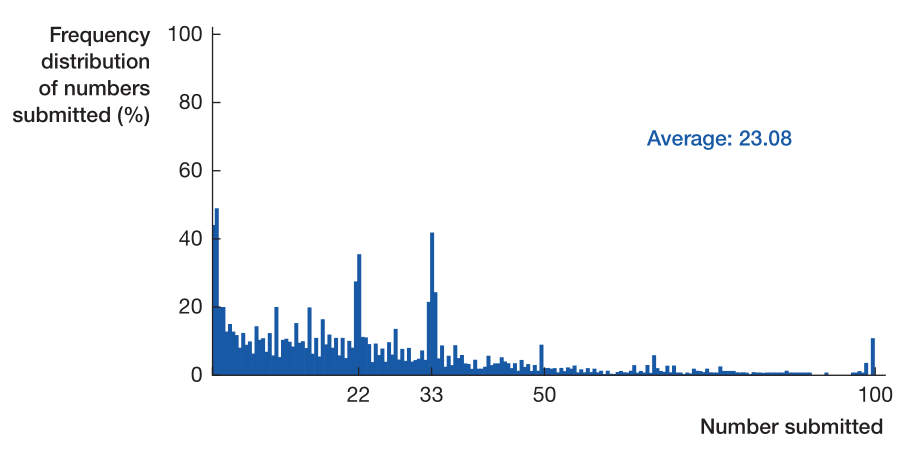 Frequency
distribution
of numbers
submitted (%)
100
80
60
40
20
0
Average: 23.08
22
33
50
100
Number submitted